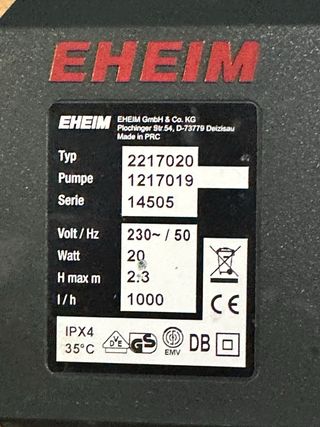 EHEIM
EHEIM EHEIM GmbH & Co. KG
Plochinger Str.54, D-73779 Deizisau
Made in PRC
Typ 2217020
Pumpe 1217019
Serie 14505
Volt / Hz 230~ / 50
Watt 20
H max m 2.3
l / h 1000
IPX4
35°C
DVE GS EMV DB
CE